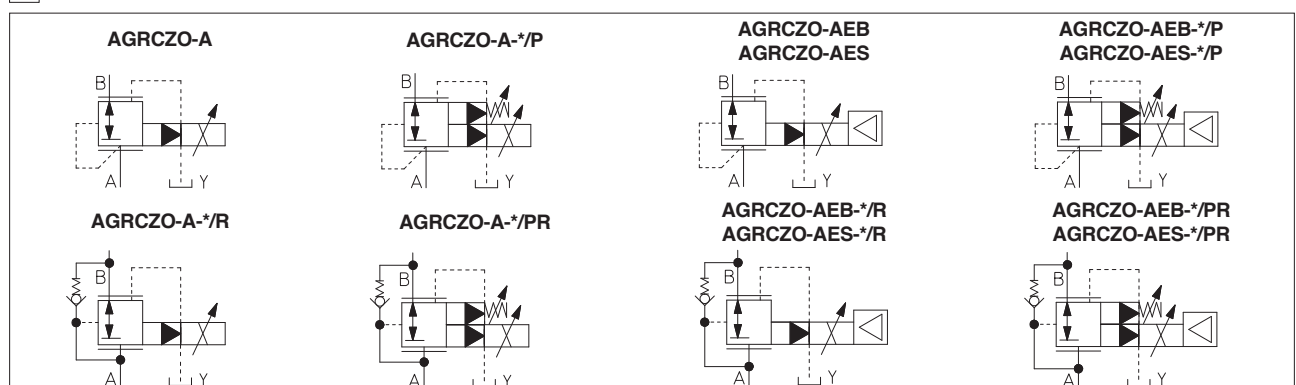 AGRCZO-A
AGRCZO-A-*/P
AGRCZO-AEB
AGRCZO-AES
AGRCZO-AEB-*/P
AGRCZO-AES-*/P
B
A
Y
B
A
Y
B
A
Y
B
A
Y
AGRCZO-A-*/R
AGRCZO-A-*/PR
AGRCZO-AEB-*/R
AGRCZO-AES-*/R
AGRCZO-AEB-*/PR
AGRCZO-AES-*/PR
B
A
Y
B
A
Y
B
A
Y
B
A
Y